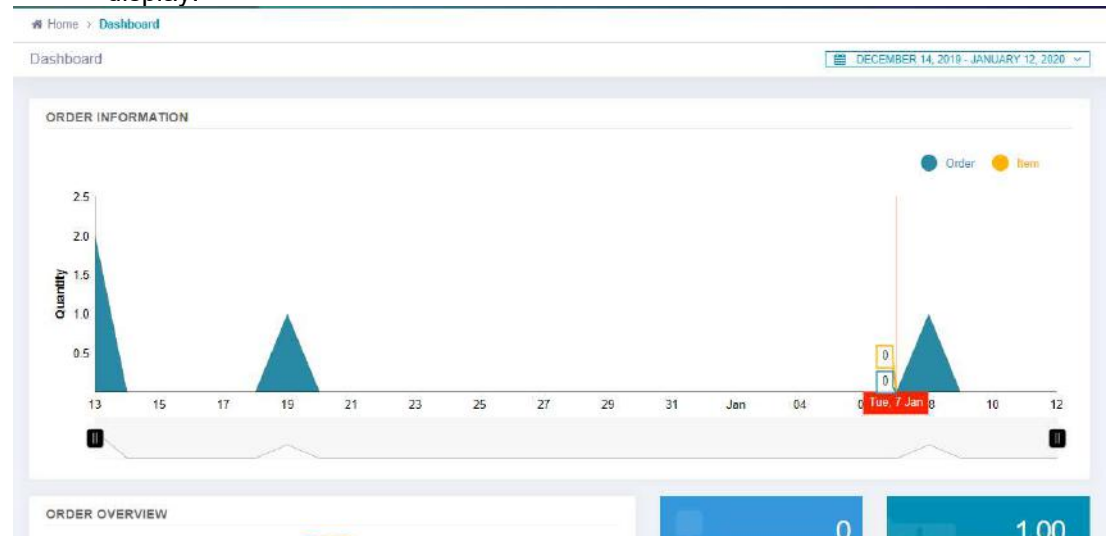 display.
Home > Dashboard
Dashboard
DECEMBER 14, 2019 - JANUARY 12, 2020
ORDER INFORMATION
Order Item
2.5
2.0
1.5
1.0
0.5
Quantity
0
0
13 15 17 19 21 23 25 27 29 31 Jan 04 0 Tue, 7 Jan 8 10 12
ORDER OVERVIEW
0
1.00